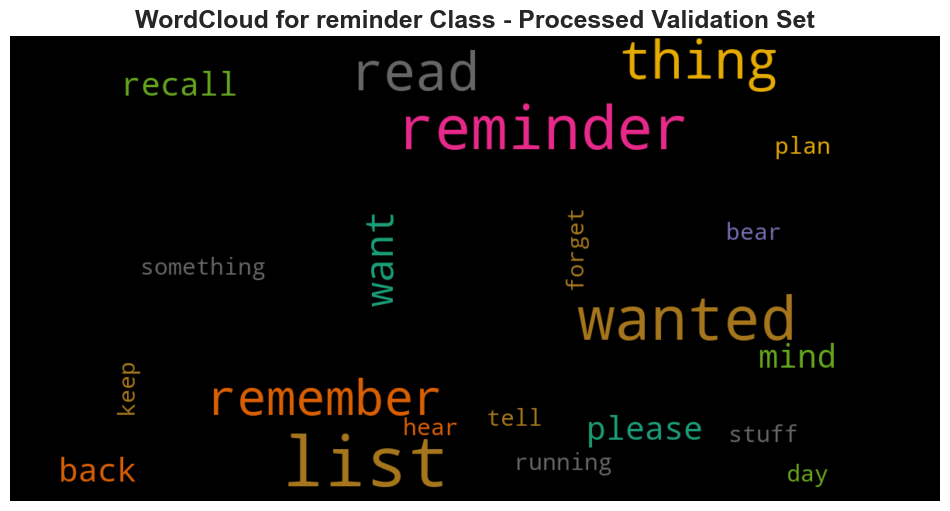 WordCloud for reminder Class - Processed Validation Set
thing
read
recall
reminder
plan
want
forget
bear
something
wanted
mind
keep
remember
tell
hear
please
stuff
list
running
back
day